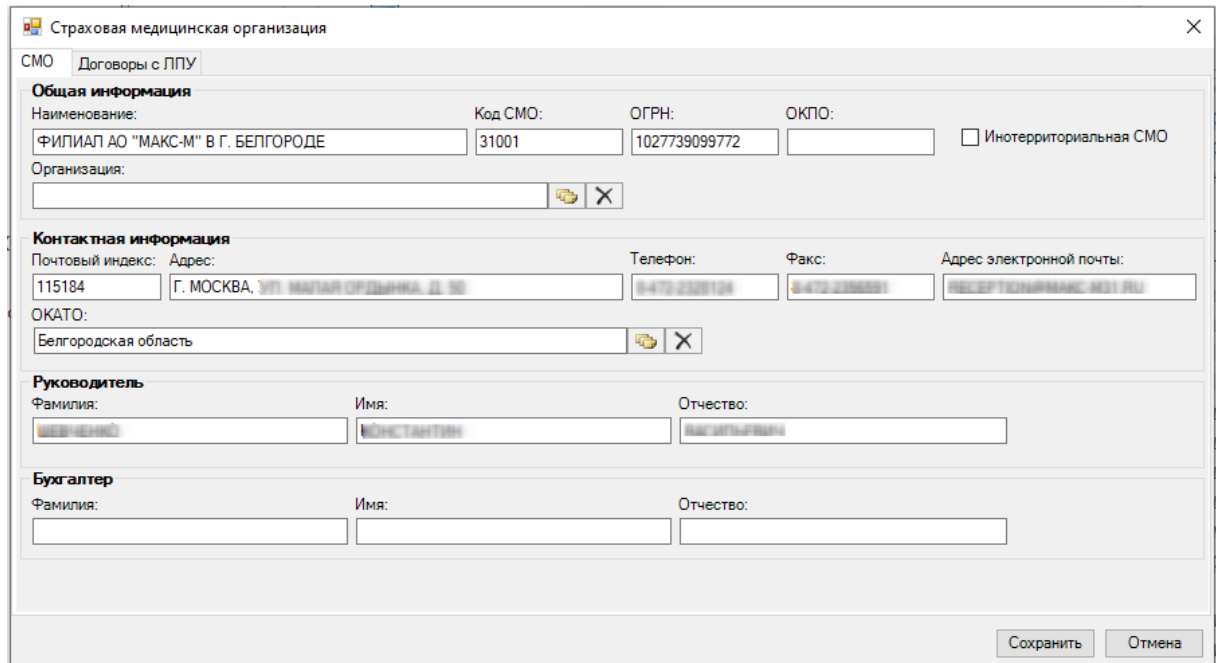 Страховая медицинская организация
СМО Договоры с ЛПУ
Общая информация
Наименование: Код СМО: ОГРН: ОКПО:
ФИЛИАЛ АО "МАКС-М" В Г. БЕЛГОРОДЕ 31001 1027739099772 Инотерриториальная СМО
Организация:
Контактная информация
Почтовый индекс: Адрес: Телефон: Факс: Адрес электронной почты:
115184 Г. МОСКВА,
ОКАТО:
Белгородская область
Руководитель
Фамилия: Имя: Отчество:
Бухгалтер
Фамилия: Имя: Отчество:
Сохранить Отмена